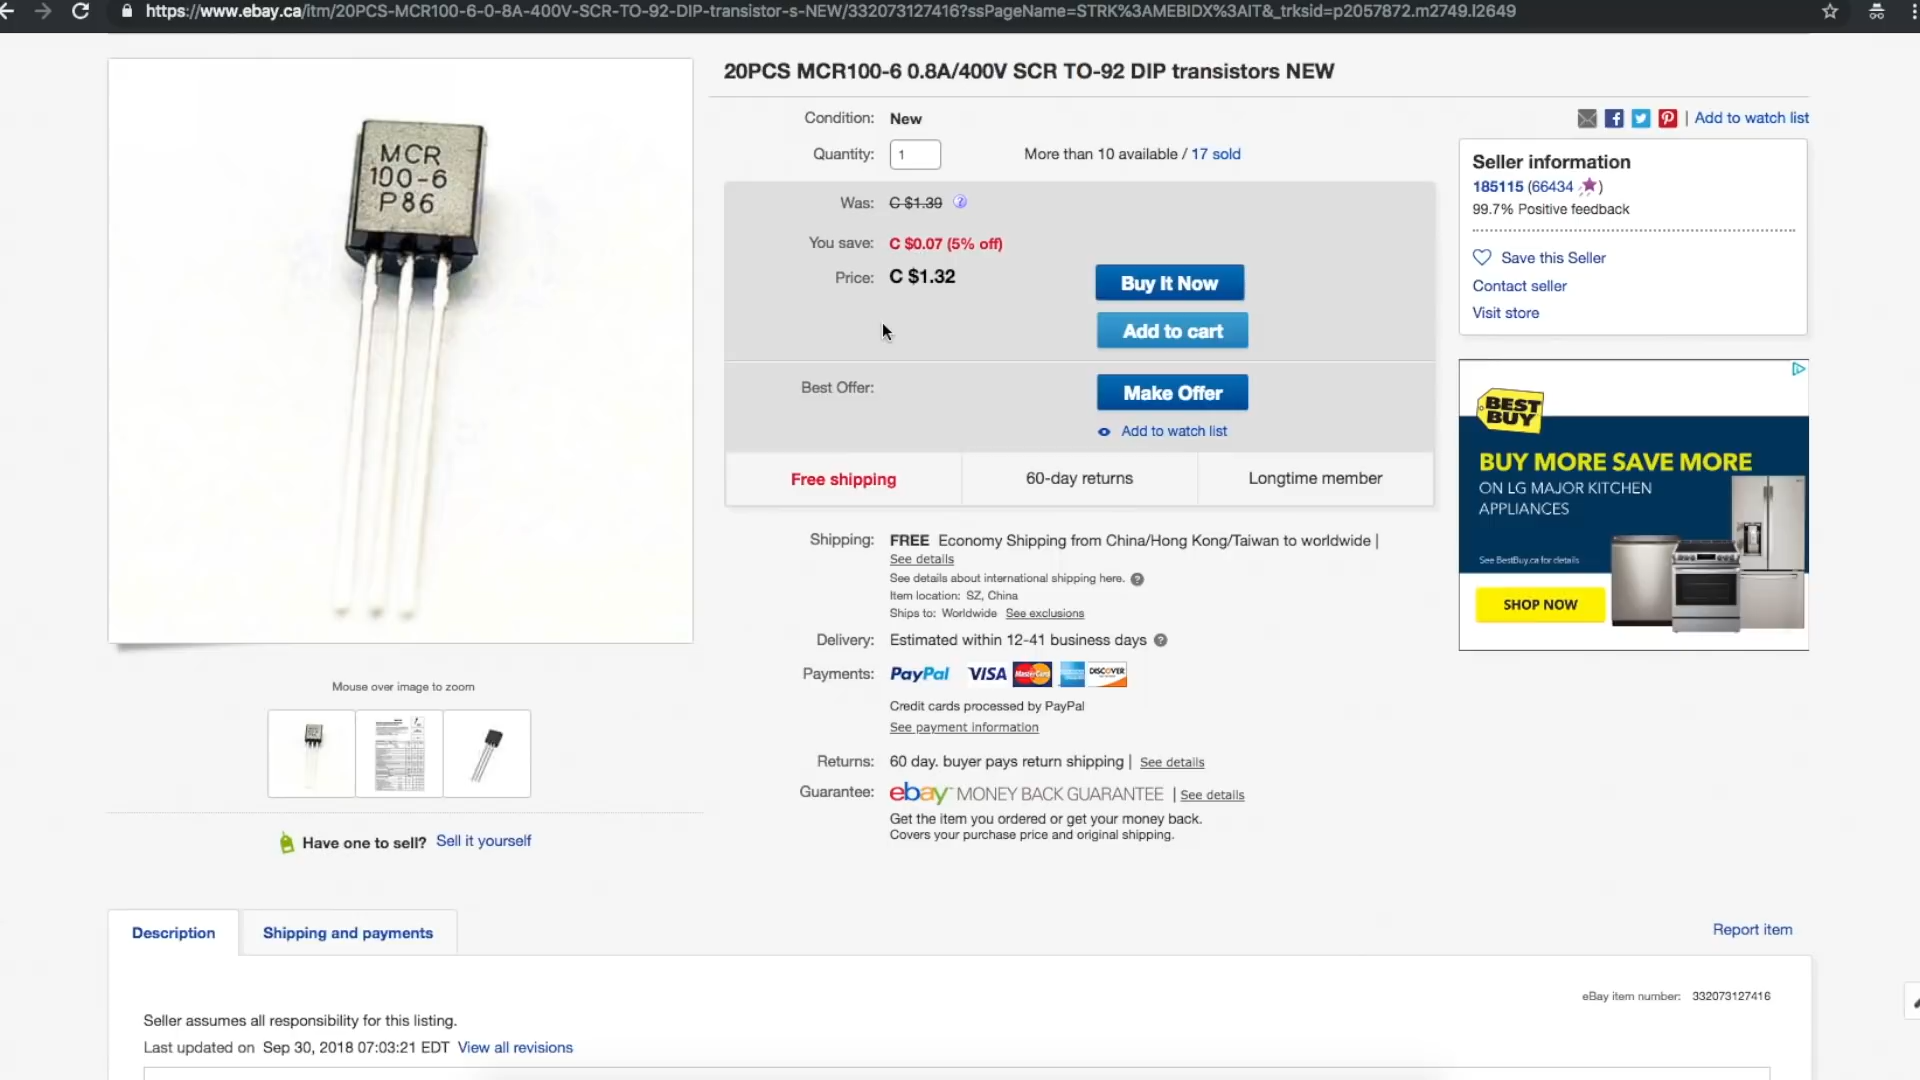 https://www.ebay.ca/itm/20PCS-MCR100-6-0-8A-400V-SCR-TO-92-DIP-transistor-s-NEW/332073127416?ssPageName=STRK%3AMEBIDX%3AIT&_trksid=p2057872.m2749.l2649
20PCS MCR100-6 0.8A/400V SCR TO-92 DIP transistors NEW
MCR
100-6
P86
Mouse over image to zoom
Have one to sell? Sell it yourself
Condition: New
Quantity: 1 More than 10 available / 17 sold
Was: C $1.39
You save: C $0.07 (5% off)
Price: C $1.32
Buy It Now
Add to cart
Best Offer:
Make Offer
Add to watch list
Free shipping 60-day returns Longtime member
Shipping: FREE Economy Shipping from China/Hong Kong/Taiwan to worldwide |
See details
See details about international shipping here.
Item location: SZ, China
Ships to: Worldwide See exclusions
Delivery: Estimated within 12-41 business days
Payments: PayPal VISA MasterCard DISCOVER
Credit cards processed by PayPal
See payment information
Returns: 60 day. buyer pays return shipping | See details
Guarantee: ebay MONEY BACK GUARANTEE | See details
Get the item you ordered or get your money back.
Covers your purchase price and original shipping.
| Add to watch list
Seller information
185115 (66434 )
99.7% Positive feedback
Save this Seller
Contact seller
Visit store
BEST
BUY
BUY MORE SAVE MORE
ON LG MAJOR KITCHEN
APPLIANCES
See BestBuy.ca for details
SHOP NOW
Description Shipping and payments
Report item
eBay item number: 332073127416
Seller assumes all responsibility for this listing.
Last updated on Sep 30, 2018 07:03:21 EDT View all revisions